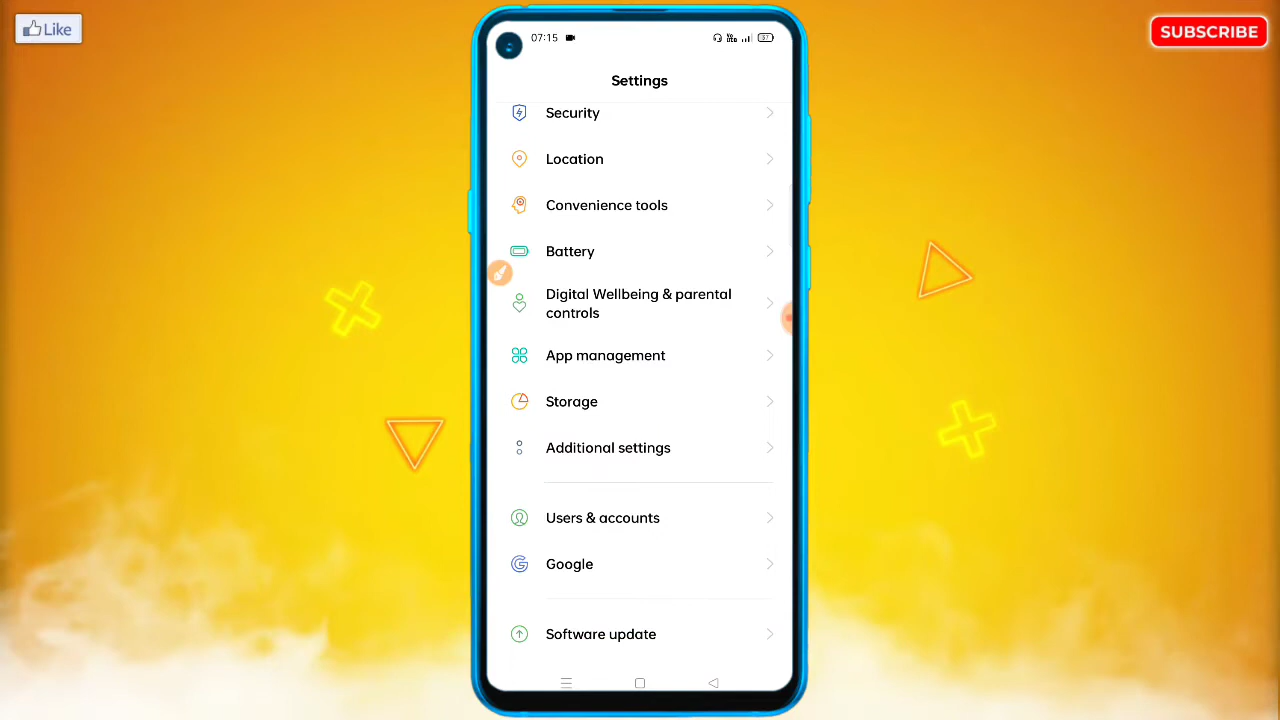 Like
SUBSCRIBE
07:15
57
Settings
Security
Location
Convenience tools
Battery
Digital Wellbeing & parental
controls
App management
Storage
Additional settings
Users & accounts
Google
Software update